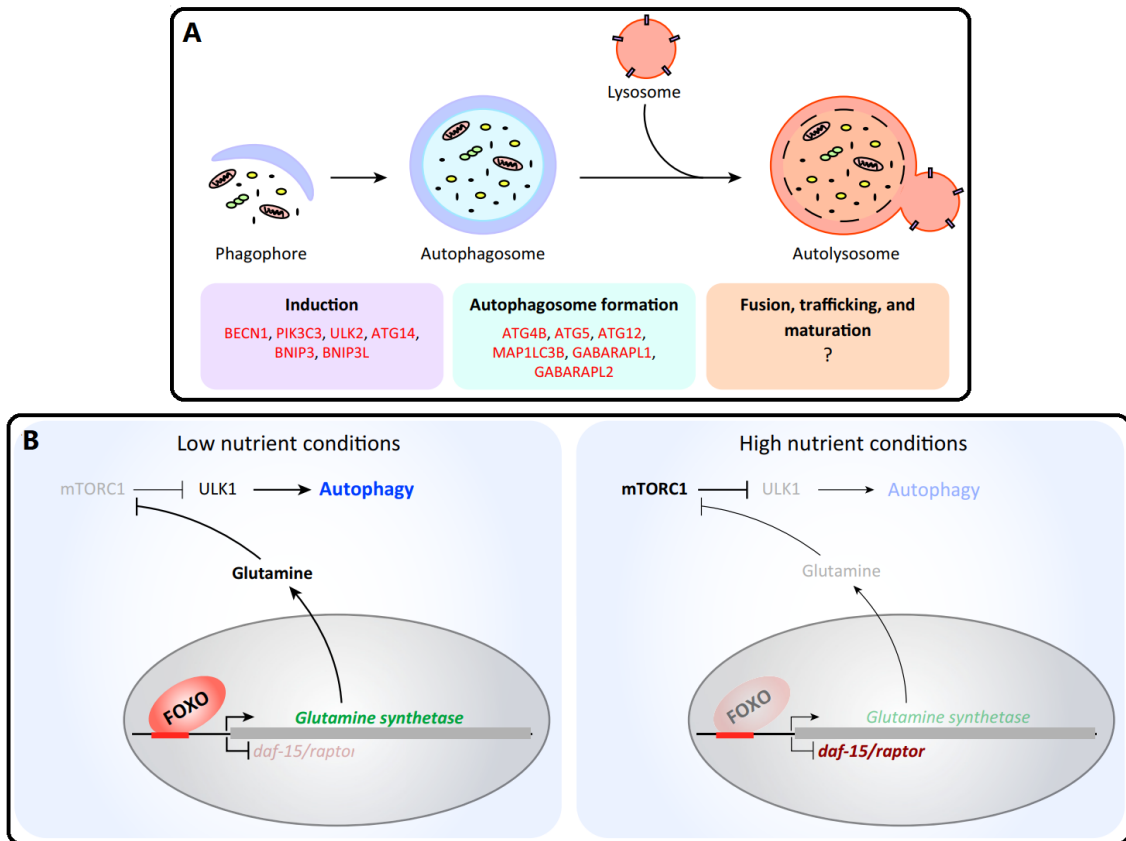 A
Lysosome
Phagophore
Autophagosome
Autolysosome
Induction
BECN1, PIK3C3, ULK2, ATG14,
BNIP3, BNIP3L
Autophagosome formation
ATG4B, ATG5, ATG12,
MAP1LC3B, GABARAPL1,
GABARAPL2
Fusion, trafficking, and
maturation
?
B
Low nutrient conditions
mTORC1
ULK1
Autophagy
Glutamine
FOXO
Glutamine synthetase
daf-15/raptor
High nutrient conditions
mTORC1
ULK1
Autophagy
Glutamine
FOXO
Glutamine synthetase
daf-15/raptor